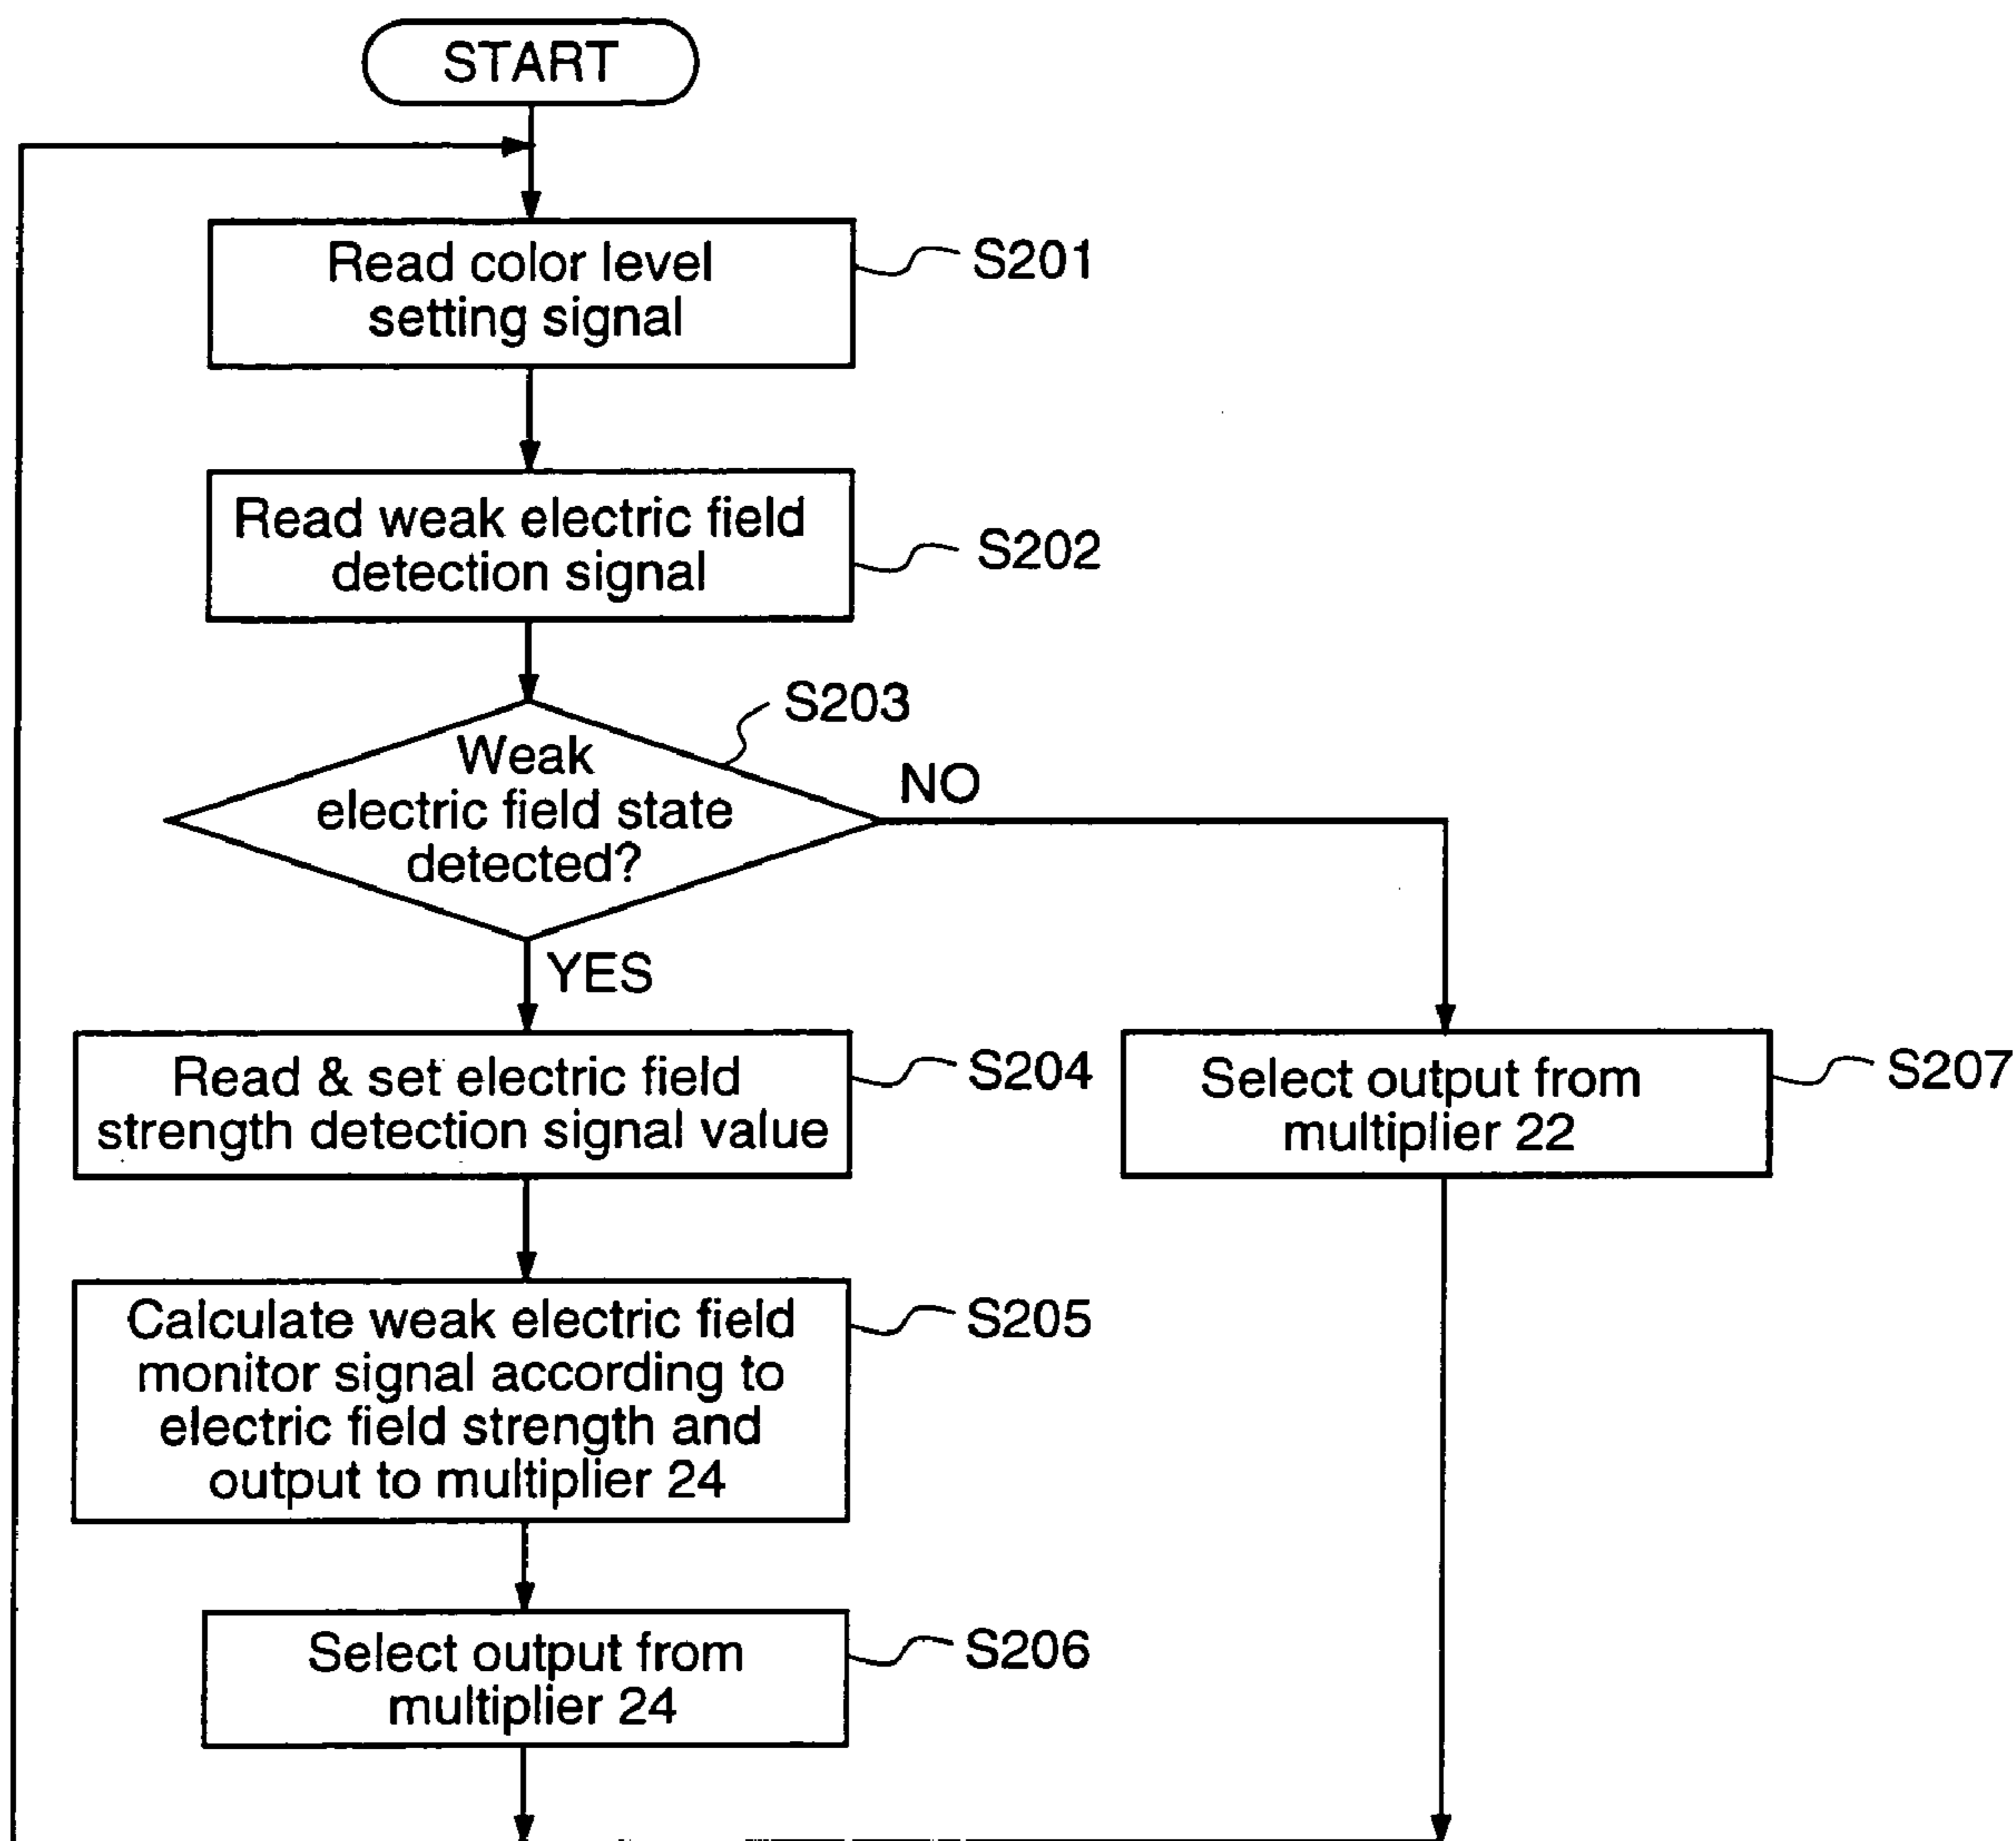 START
Read color level
setting signal
S201
Read weak electric field
detection signal
S202
S203
Weak
electric field state
detected?
NO
YES
Read & set electric field
strength detection signal value
S204
Select output from
multiplier 22
S207
Calculate weak electric field
monitor signal according to
electric field strength and
output to multiplier 24
S205
Select output from
multiplier 24
S206